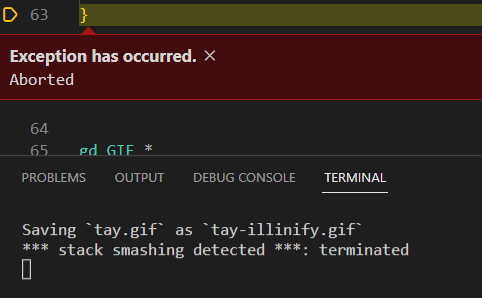 63 }
Exception has occurred. ×
Aborted
64
65 gd_GIF *
PROBLEMS OUTPUT DEBUG CONSOLE TERMINAL
Saving `tay.gif` as `tay-illinify.gif`
*** stack smashing detected ***: terminated